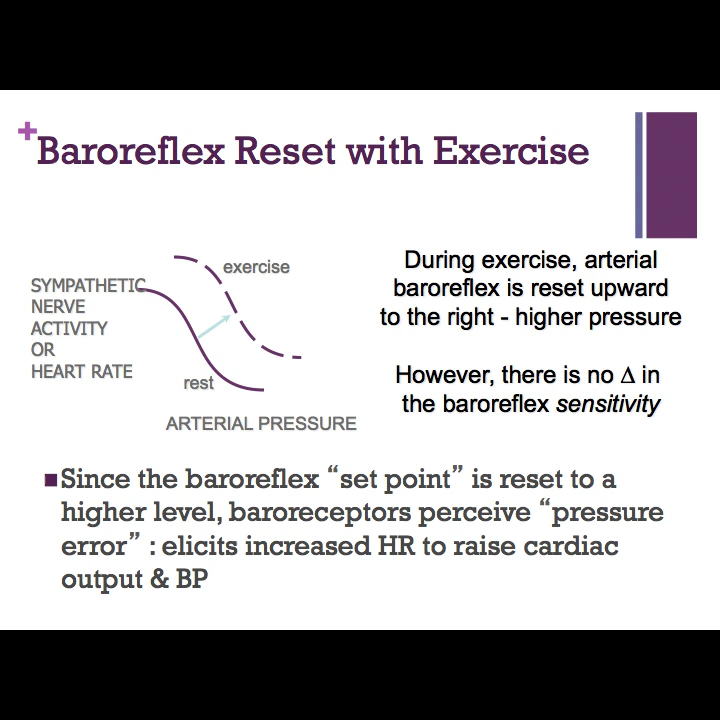 +
Baroreflex Reset with Exercise
exercise
SYMPATHETIC
NERVE
ACTIVITY
OR
HEART RATE
rest
ARTERIAL PRESSURE
During exercise, arterial
baroreflex is reset upward
to the right - higher pressure
However, there is no Δ in
the baroreflex sensitivity
■Since the baroreflex “set point” is reset to a
higher level, baroreceptors perceive “pressure
error” : elicits increased HR to raise cardiac
output & BP